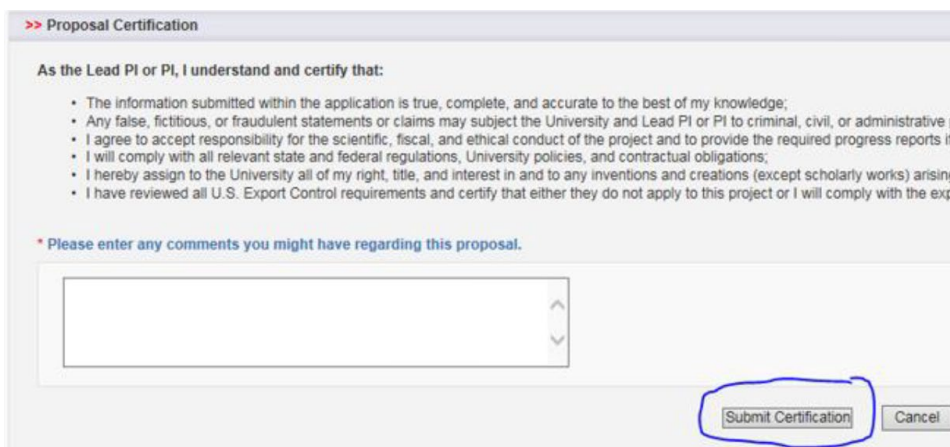 >> Proposal Certification
As the Lead PI or PI, I understand and certify that:
• The information submitted within the application is true, complete, and accurate to the best of my knowledge;
• Any false, fictitious, or fraudulent statements or claims may subject the University and Lead PI or PI to criminal, civil, or administrative
• I agree to accept responsibility for the scientific, fiscal, and ethical conduct of the project and to provide the required progress reports
• I will comply with all relevant state and federal regulations, University policies, and contractual obligations;
• I hereby assign to the University all of my right, title, and interest in and to any inventions and creations (except scholarly works) arising
• I have reviewed all U.S. Export Control requirements and certify that either they do not apply to this project or I will comply with the exp
* Please enter any comments you might have regarding this proposal.
Submit Certification Cancel